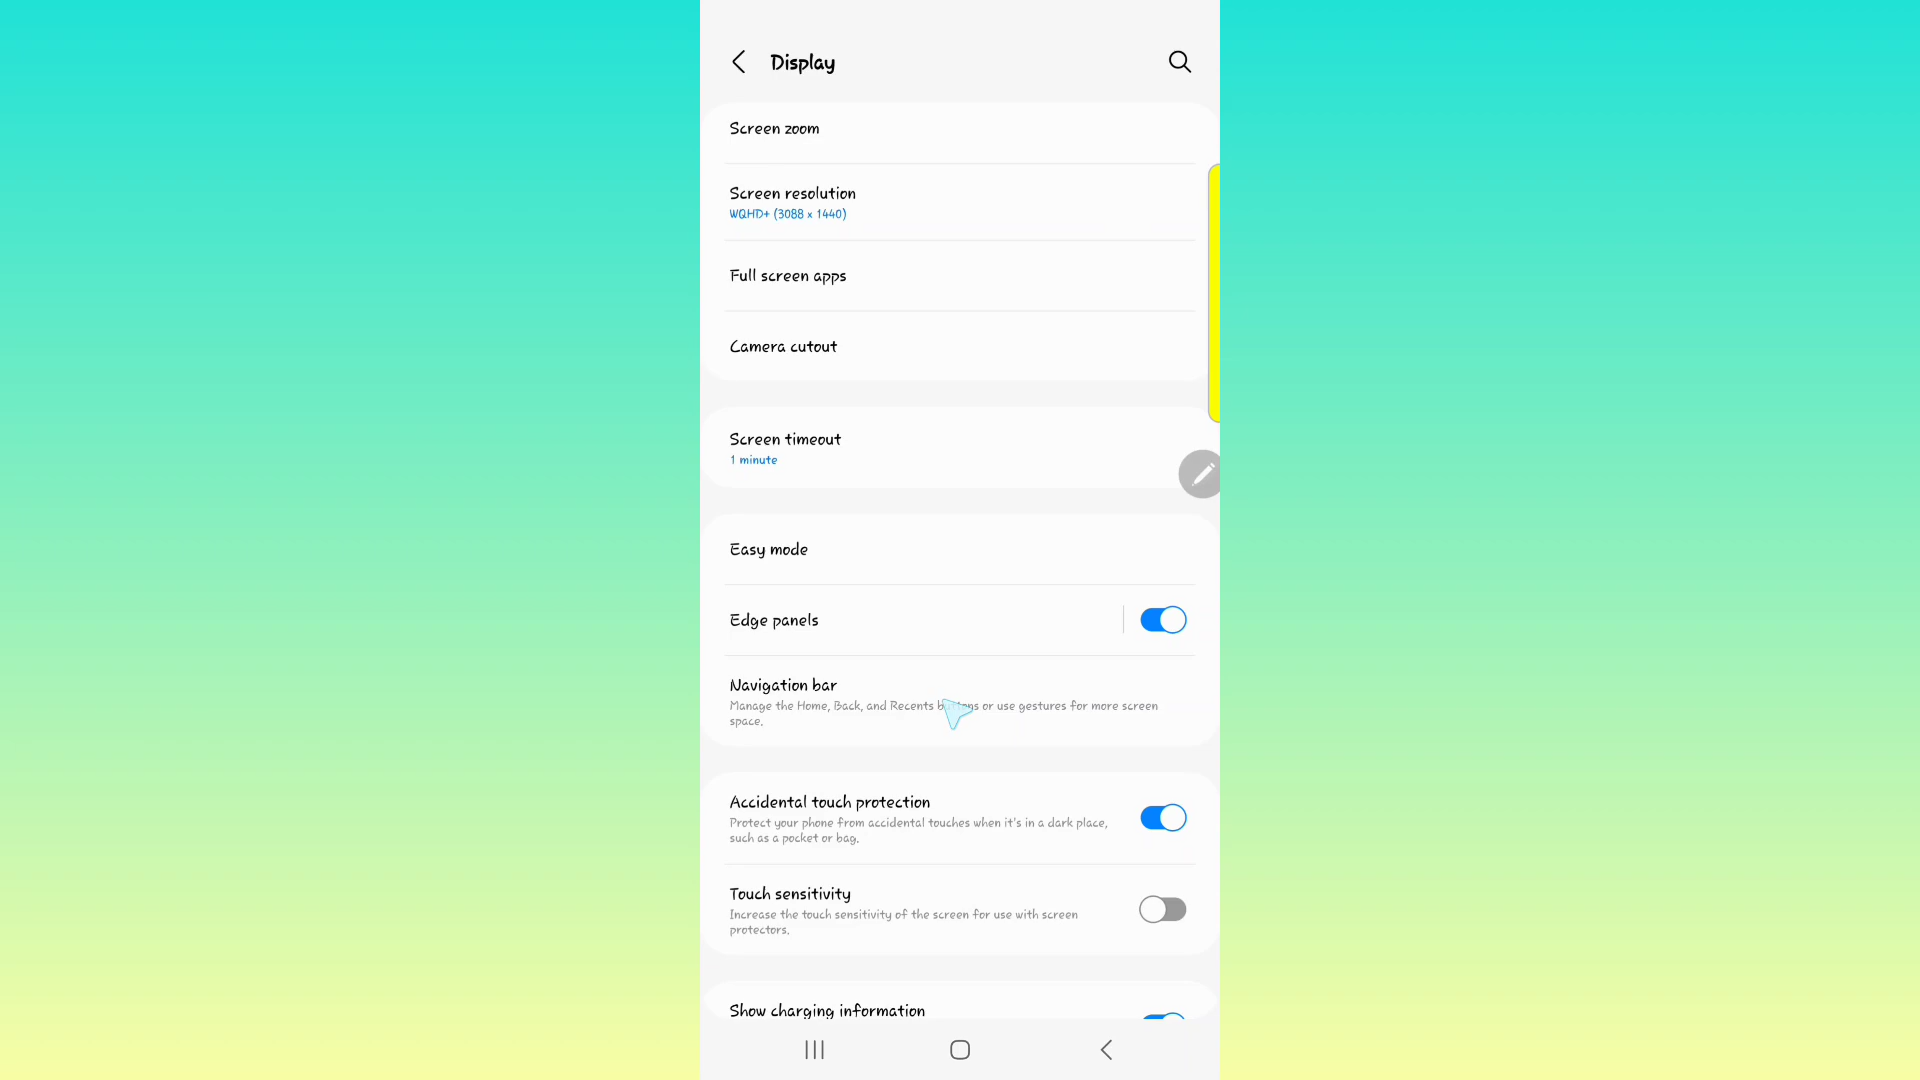 Display
Screen zoom
Screen resolution
WQHD+ (3088 x 1440)
Full screen apps
Camera cutout
Screen timeout
1 minute
Easy mode
Edge panels
Navigation bar
Manage the Home, Back, and Recents buttons or use gestures for more screen
space.
Accidental touch protection
Protect your phone from accidental touches when it's in a dark place,
such as a pocket or bag.
Touch sensitivity
Increase the touch sensitivity of the screen for use with screen
protectors.
Show charging information